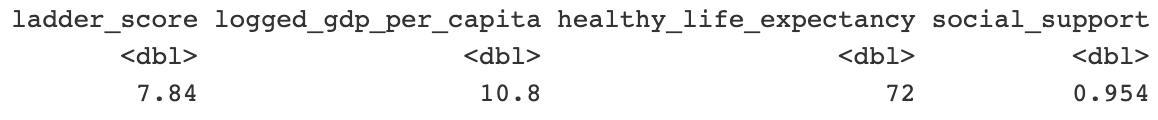 ladder_score logged_gdp_per_capita healthy_life_expectancy social_support
<dbl> <dbl> <dbl> <dbl>
7.84 10.8 72 0.954